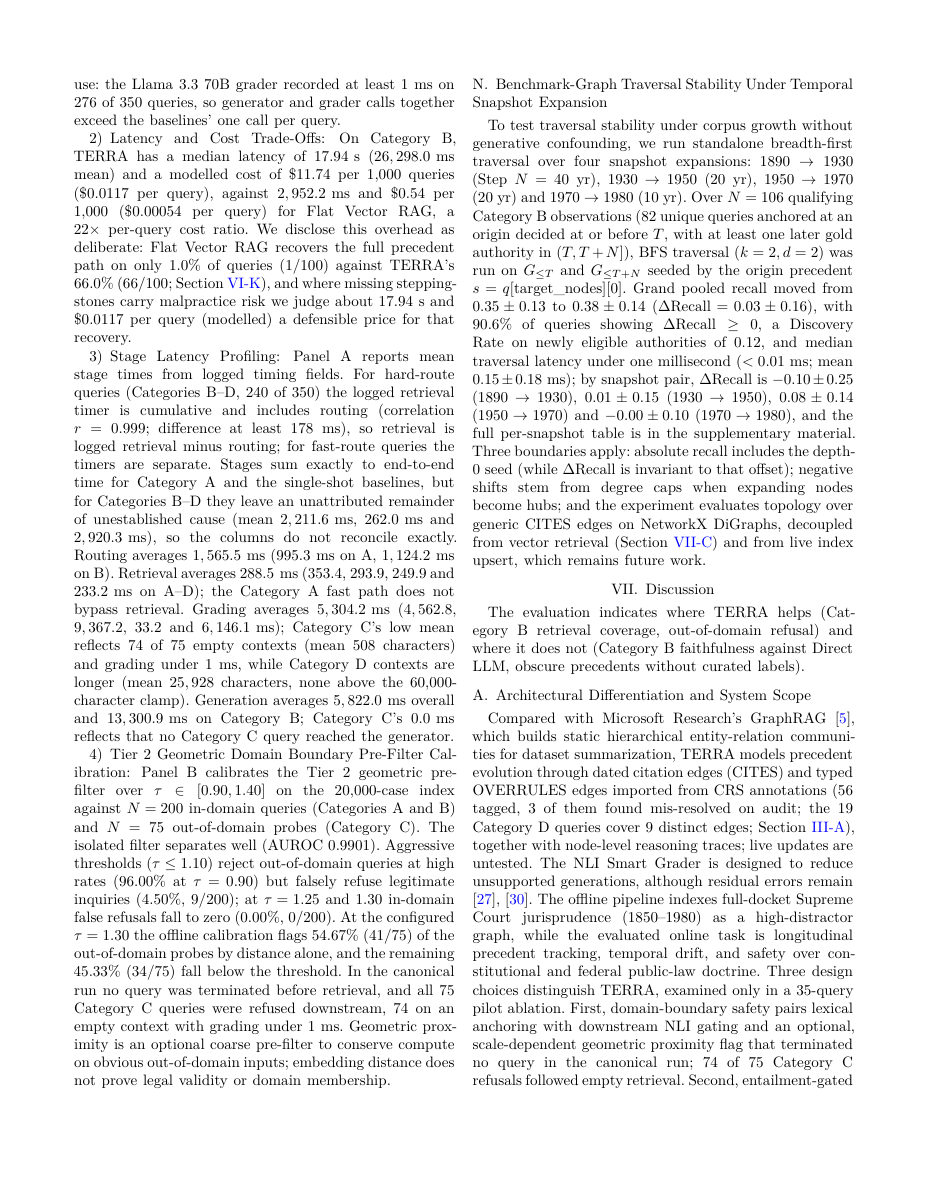 use: the Llama 3.3 70B grader recorded at least 1 ms on
276 of 350 queries, so generator and grader calls together
exceed the baselines' one call per query.
2) Latency and Cost Trade-Offs: On Category B,
TERRA has a median latency of 17.94 s (26,298.0 ms
mean) and a modelled cost of $11.74 per 1,000 queries
($0.0117 per query), against 2,952.2 ms and $0.54 per
1,000 ($0.00054 per query) for Flat Vector RAG, a
22× per-query cost ratio. We disclose this overhead as
deliberate: Flat Vector RAG recovers the full precedent
path on only 1.0% of queries (1/100) against TERRA's
66.0% (66/100; Section VI-K), and where missing stepping-
stones carry malpractice risk we judge about 17.94 s and
$0.0117 per query (modelled) a defensible price for that
recovery.
3) Stage Latency Profiling: Panel A reports mean
stage times from logged timing fields. For hard-route
queries (Categories B–D, 240 of 350) the logged retrieval
timer is cumulative and includes routing (correlation
r = 0.999; difference at least 178 ms), so retrieval is
logged retrieval minus routing; for fast-route queries the
timers are separate. Stages sum exactly to end-to-end
time for Category A and the single-shot baselines, but
for Categories B–D they leave an unattributed remainder
of unestablished cause (mean 2,211.6 ms, 262.0 ms and
2,920.3 ms), so the columns do not reconcile exactly.
Routing averages 1,565.5 ms (995.3 ms on A, 1,124.2 ms
on B). Retrieval averages 288.5 ms (353.4, 293.9, 249.9 and
233.2 ms on A–D); the Category A fast path does not
bypass retrieval. Grading averages 5,304.2 ms (4,562.8,
9,367.2, 33.2 and 6,146.1 ms); Category C's low mean
reflects 74 of 75 empty contexts (mean 508 characters)
and grading under 1 ms, while Category D contexts are
longer (mean 25,928 characters, none above the 60,000-
character clamp). Generation averages 5,822.0 ms overall
and 13,300.9 ms on Category B; Category C's 0.0 ms
reflects that no Category C query reached the generator.
4) Tier 2 Geometric Domain Boundary Pre-Filter Cal-
ibration: Panel B calibrates the Tier 2 geometric pre-
filter over τ ∈ [0.90, 1.40] on the 20,000-case index
against N = 200 in-domain queries (Categories A and B)
and N = 75 out-of-domain probes (Category C). The
isolated filter separates well (AUROC 0.9901). Aggressive
thresholds (τ ≤ 1.10) reject out-of-domain queries at high
rates (96.00% at τ = 0.90) but falsely refuse legitimate
inquiries (4.50%, 9/200); at τ = 1.25 and 1.30 in-domain
false refusals fall to zero (0.00%, 0/200). At the configured
τ = 1.30 the offline calibration flags 54.67% (41/75) of the
out-of-domain probes by distance alone, and the remaining
45.33% (34/75) fall below the threshold. In the canonical
run no query was terminated before retrieval, and all 75
Category C queries were refused downstream, 74 on an
empty context with grading under 1 ms. Geometric prox-
imity is an optional coarse pre-filter to conserve compute
on obvious out-of-domain inputs; embedding distance does
not prove legal validity or domain membership.
N. Benchmark-Graph Traversal Stability Under Temporal
Snapshot Expansion
To test traversal stability under corpus growth without
generative confounding, we run standalone breadth-first
traversal over four snapshot expansions: 1890 → 1930
(Step N = 40 yr), 1930 → 1950 (20 yr), 1950 → 1970
(20 yr) and 1970 → 1980 (10 yr). Over N = 106 qualifying
Category B observations (82 unique queries anchored at an
origin decided at or before T, with at least one later gold
authority in (T, T + N]), BFS traversal (k = 2, d = 2) was
run on G≤T and G≤T+N seeded by the origin precedent
s = q[target_nodes][0]. Grand pooled recall moved from
0.35 ± 0.13 to 0.38 ± 0.14 (ΔRecall = 0.03 ± 0.16), with
90.6% of queries showing ΔRecall ≥ 0, a Discovery
Rate on newly eligible authorities of 0.12, and median
traversal latency under one millisecond (< 0.01 ms; mean
0.15 ± 0.18 ms); by snapshot pair, ΔRecall is −0.10 ± 0.25
(1890 → 1930), 0.01 ± 0.15 (1930 → 1950), 0.08 ± 0.14
(1950 → 1970) and −0.00 ± 0.10 (1970 → 1980), and the
full per-snapshot table is in the supplementary material.
Three boundaries apply: absolute recall includes the depth-
0 seed (while ΔRecall is invariant to that offset); negative
shifts stem from degree caps when expanding nodes
become hubs; and the experiment evaluates topology over
generic CITES edges on NetworkX DiGraphs, decoupled
from vector retrieval (Section VII-C) and from live index
upsert, which remains future work.
VII. Discussion
The evaluation indicates where TERRA helps (Cat-
egory B retrieval coverage, out-of-domain refusal) and
where it does not (Category B faithfulness against Direct
LLM, obscure precedents without curated labels).
A. Architectural Differentiation and System Scope
Compared with Microsoft Research's GraphRAG [5],
which builds static hierarchical entity-relation communi-
ties for dataset summarization, TERRA models precedent
evolution through dated citation edges (CITES) and typed
OVERRULES edges imported from CRS annotations (56
tagged, 3 of them found mis-resolved on audit; the 19
Category D queries cover 9 distinct edges; Section III-A),
together with node-level reasoning traces; live updates are
untested. The NLI Smart Grader is designed to reduce
unsupported generations, although residual errors remain
[27], [30]. The offline pipeline indexes full-docket Supreme
Court jurisprudence (1850–1980) as a high-distractor
graph, while the evaluated online task is longitudinal
precedent tracking, temporal drift, and safety over con-
stitutional and federal public-law doctrine. Three design
choices distinguish TERRA, examined only in a 35-query
pilot ablation. First, domain-boundary safety pairs lexical
anchoring with downstream NLI gating and an optional,
scale-dependent geometric proximity flag that terminated
no query in the canonical run; 74 of 75 Category C
refusals followed empty retrieval. Second, entailment-gated